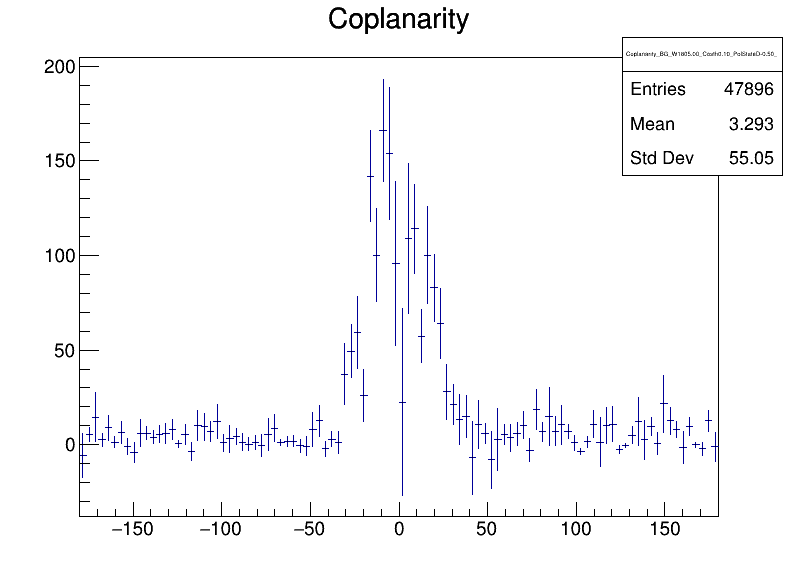 Coplanarity
Coplanarity_BG_W1805.00_Costh0.10_PolStateD-0.50_
Entries 47896
Mean 3.293
Std Dev 55.05
200
150
100
50
0
−150 −100 −50 0 50 100 150